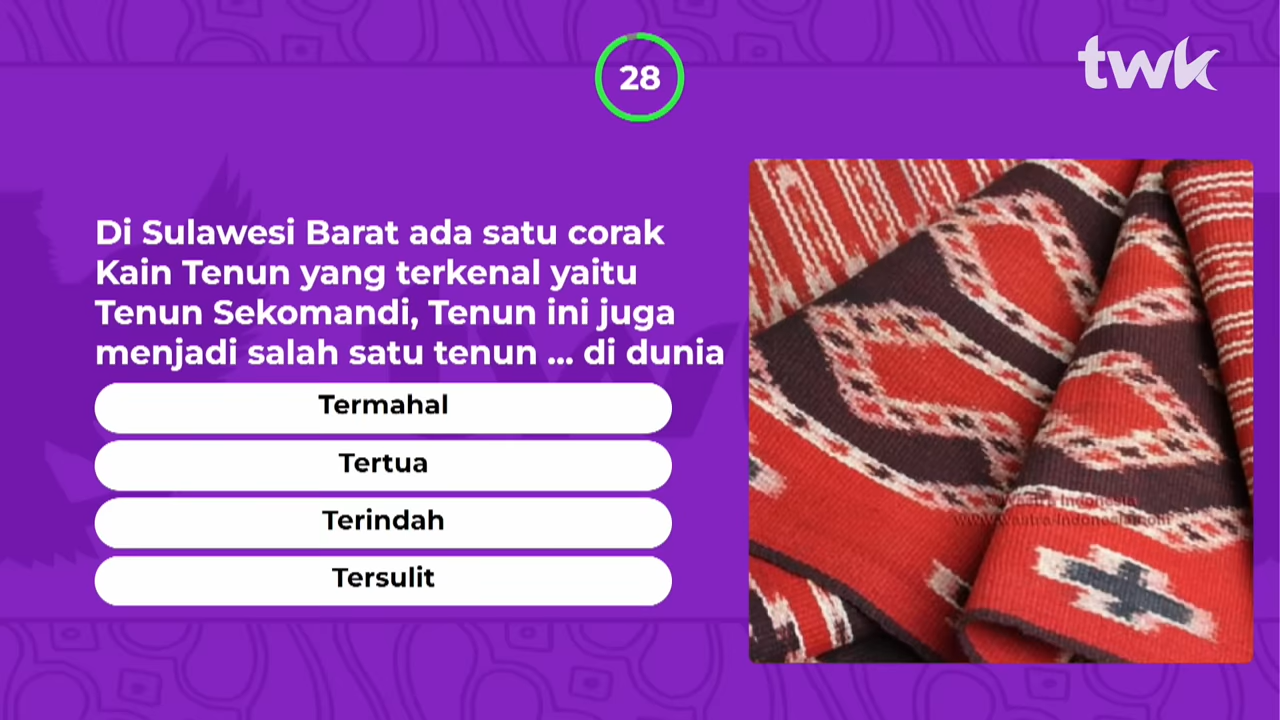 28
twk
Di Sulawesi Barat ada satu corak
Kain Tenun yang terkenal yaitu
Tenun Sekomandi, Tenun ini juga
menjadi salah satu tenun ... di dunia
Termahal
Tertua
Terindah
Tersulit